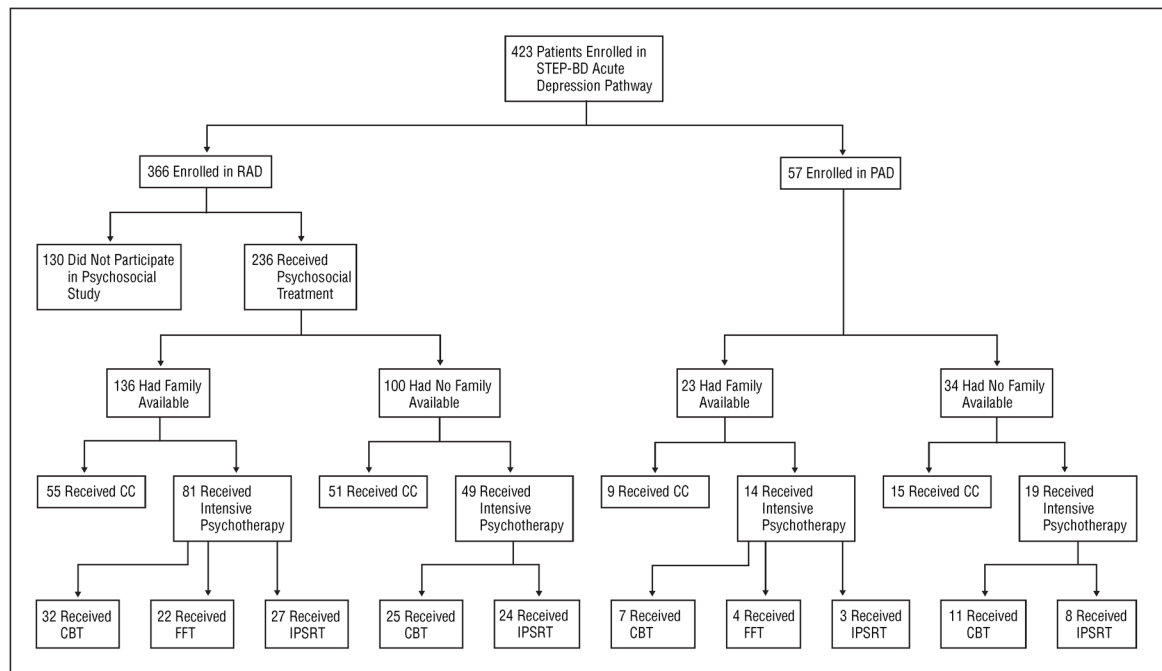 423 Patients Enrolled in
STEP-BD Acute
Depression Pathway
366 Enrolled in RAD
57 Enrolled in PAD
130 Did Not Participate
in Psychosocial
Study
236 Received
Psychosocial
Treatment
136 Had Family
Available
100 Had No Family
Available
23 Had Family
Available
34 Had No Family
Available
55 Received CC
81 Received
Intensive
Psychotherapy
51 Received CC
49 Received
Intensive
Psychotherapy
9 Received CC
14 Received
Intensive
Psychotherapy
15 Received CC
19 Received
Intensive
Psychotherapy
32 Received
CBT
22 Received
FFT
27 Received
IPSRT
25 Received
CBT
24 Received
IPSRT
7 Received
CBT
4 Received
FFT
3 Received
IPSRT
11 Received
CBT
8 Received
IPSRT